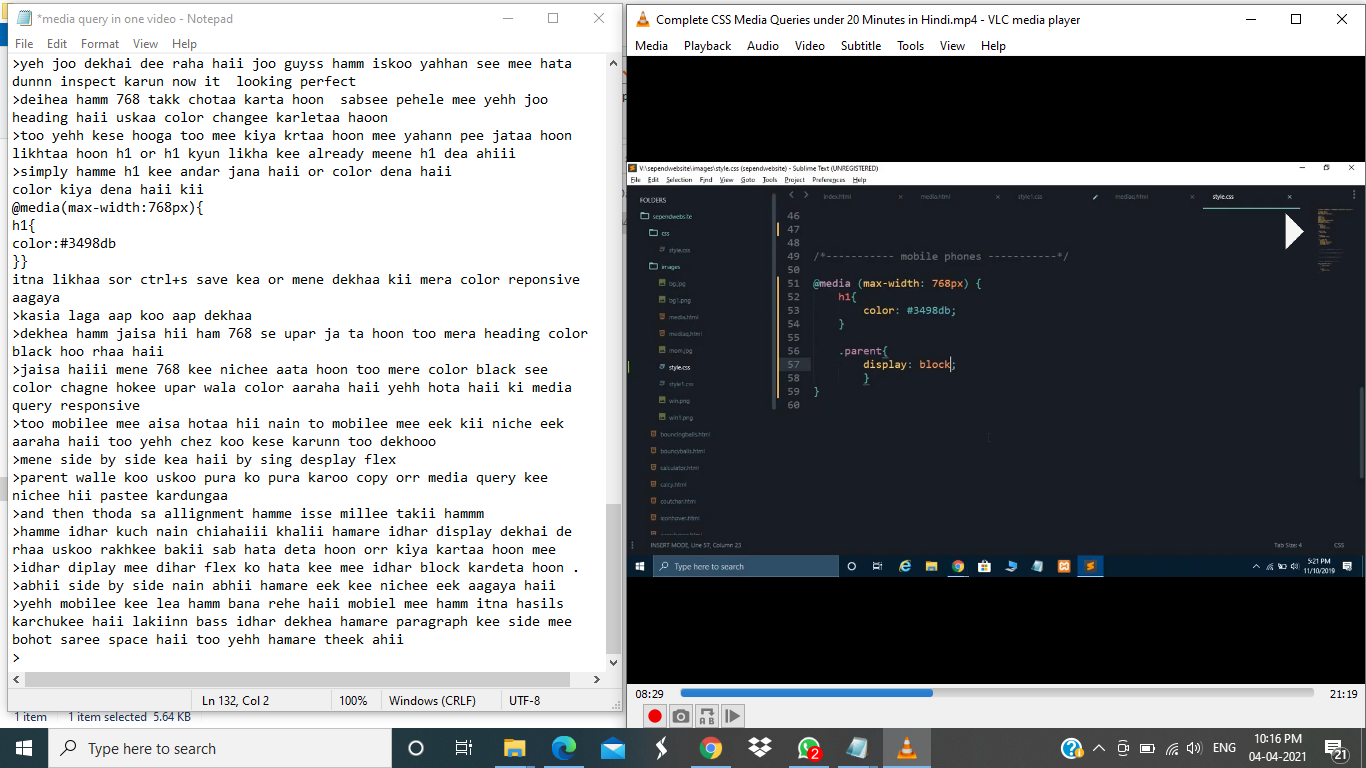 *media query in one video - Notepad
File Edit Format View Help
>yeh joo dekhai dee raha haii joo guyss hamm iskoo yahhan see mee hata
dunnn inspect karun now it  looking perfect
>deihea hamm 768 takk chotaa karta hoon  sabsee pehele mee yehh joo
heading haii uskaa color changee karletaa haoon
>too yehh kese hooga too mee kiya krtaa hoon mee yahann pee jataa hoon
likhtaa hoon h1 or h1 kyun likha kee already meene h1 dea ahiii
>simply hamme h1 kee andar jana haii or color dena haii
color kiya dena haii kii
@media(max-width:768px){
h1{
color:#3498db
}}
itna likhaa sor ctrl+s save kea or mene dekhaa kii mera color reponsive
aagaya
>kasia laga aap koo aap dekhaa
>dekhea hamm jaisa hii ham 768 se upar ja ta hoon too mera heading color
black hoo rhaa haii
>jaisa haiii mene 768 kee nichee aata hoon too mere color black see
color chagne hokee upar wala color aaraha haii yehh hota haii ki media
query responsive
>too mobilee mee aisa hotaa hii nain to mobilee mee eek kii niche eek
aaraha haii too yehh chez koo kese karunn too dekhooo
>mene side by side kea haii by sing desplay flex
>parent walle koo uskoo pura ko pura karoo copy orr media query kee
nichee hii pastee kardungaa
>and then thoda sa allignment hamme isse millee takii hammm
>hamme idhar kuch nain chiahaiii khalii hamare idhar display dekhai de
rhaa uskoo rakhkee bakii sab hata deta hoon orr kiya kartaa hoon mee
>idhar diplay mee dihar flex ko hata kee mee idhar block kardeta hoon .
>abhii side by side nain abhii hamare eek kee nichee eek aagaya haii
>yehh mobilee kee lea hamm bana rehe haii mobiel mee hamm itna hasils
karchukee haii lakiinn bass idhar dekhea hamare paragraph kee side mee
bohot saree space haii too yehh hamare theek ahii
>
Ln 132, Col 2 100% Windows (CRLF) UTF-8
1 item 1 item selected 5.64 KB
Complete CSS Media Queries under 20 Minutes in Hindi.mp4 - VLC media player
Media Playback Audio Video Subtitle Tools View Help
V:\sependwebsite\images\style.css (sependwebsite) - Sublime Text (UNREGISTERED)
File Edit Selection Find View Goto Tools Project Preferences Help
index.html media.html style1.css mediaq.html style.css
FOLDERS
sependwebsite
css
style.css
images
bg.jpg
bg1.png
media.html
mediaq.html
mom.jpg
style.css
style1.css
win.png
win1.png
bouncingballs.html
bouncyballs.html
calculator.html
calcy.html
coutcher.html
iconhover.html
46
47
48
49 /*----------- mobile phones -----------*/
50
51 @media (max-width: 768px) {
52 h1{
53 color: #3498db;
54 }
55
56 .parent{
57 display: block;
58 }
59 }
60
INSERT MODE, Line 57, Column 23 Tab Size: 4 CSS
Type here to search 5:21 PM
11/10/2019
08:29 21:19
Type here to search 2 ENG 10:16 PM
04-04-2021 21